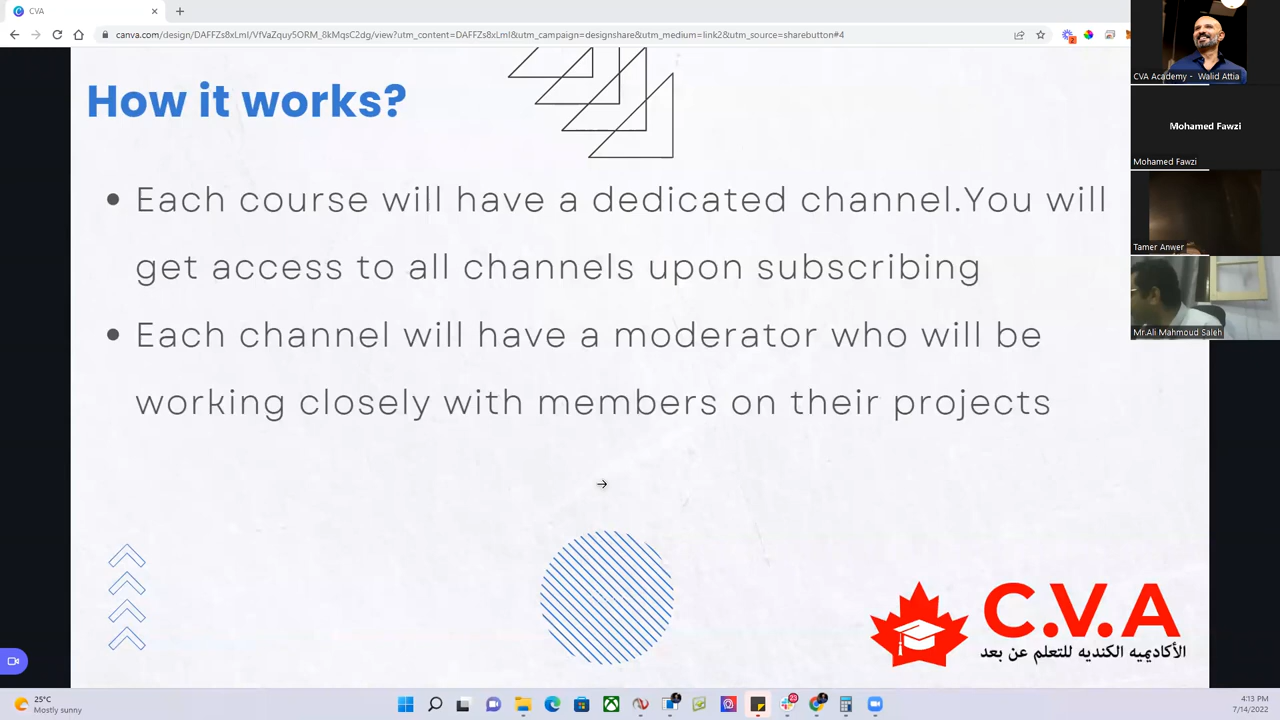 CVA
canva.com/design/DAFFZs8xLmI/VfVaZquy5ORM_8kMqsC2dg/view?utm_content=DAFFZs8xLmI&utm_campaign=designshare&utm_medium=link2&utm_source=sharebutton#4
How it works?
Each course will have a dedicated channel.You will
get access to all channels upon subscribing
Each channel will have a moderator who will be
working closely with members on their projects
C.V.A
الأكاديميه الكنديه للتعلم عن بعد
CVA Academy - Walid Attia
Mohamed Fawzi
Mohamed Fawzi
Tamer Anwer
Mr.Ali Mahmoud Saleh
25°C
Mostly sunny
4:13 PM
7/14/2022